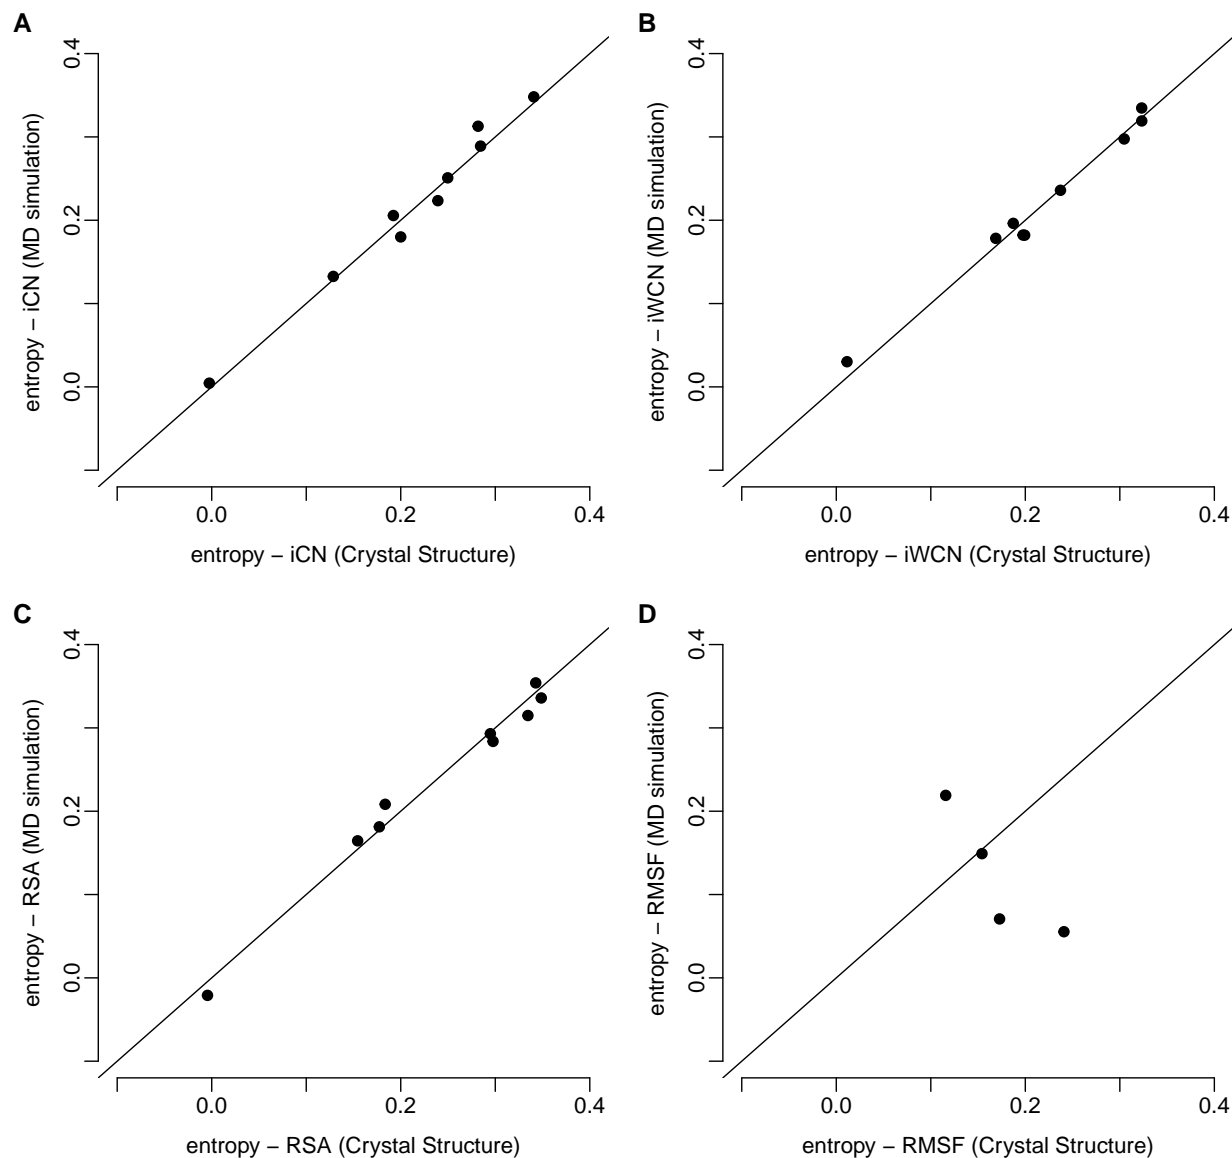 A
0.4
0.2
0.0
entropy – iCN (MD simulation)
0.0 0.2 0.4
entropy – iCN (Crystal Structure)
B
0.4
0.2
0.0
entropy – iWCN (MD simulation)
0.0 0.2 0.4
entropy – iWCN (Crystal Structure)
C
0.4
0.2
0.0
entropy – RSA (MD simulation)
0.0 0.2 0.4
entropy – RSA (Crystal Structure)
D
0.4
0.2
0.0
entropy – RMSF (MD simulation)
0.0 0.2 0.4
entropy – RMSF (Crystal Structure)